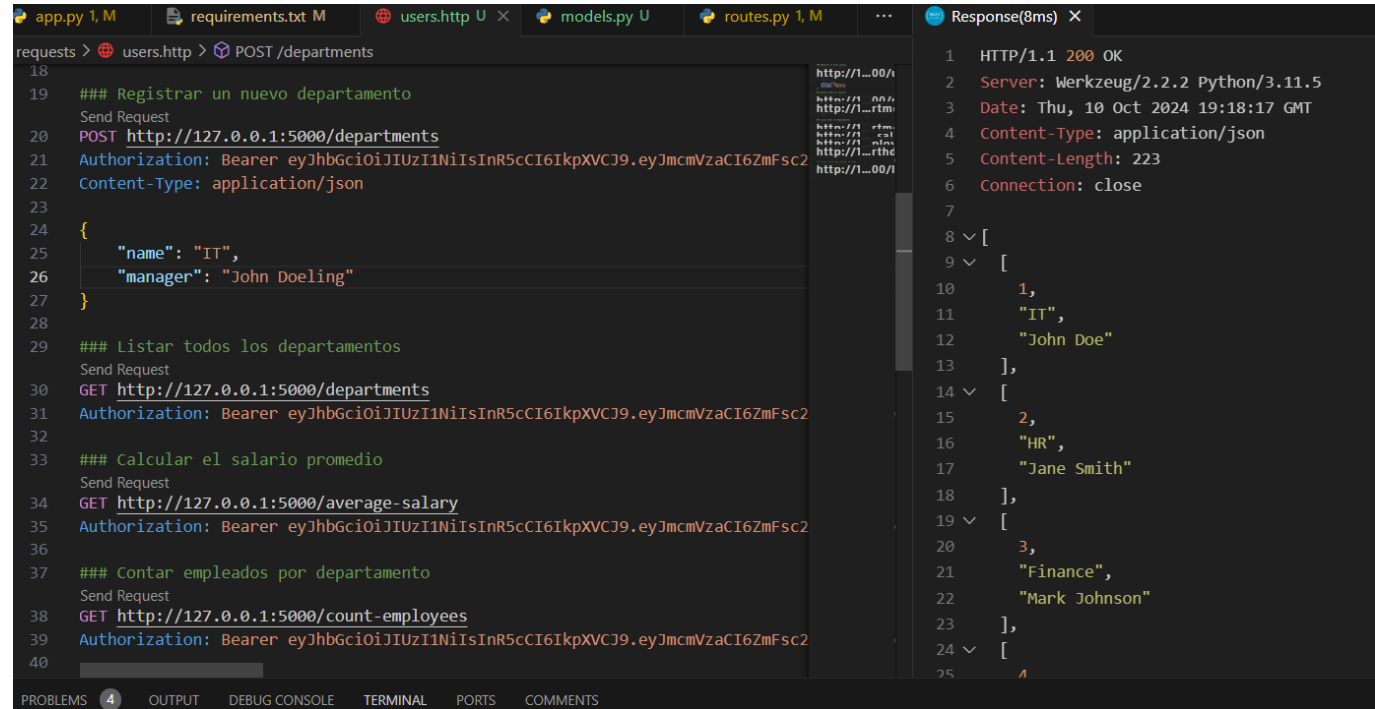 app.py 1, M requirements.txt M users.http U models.py U routes.py 1, M ...
requests > users.http > POST /departments
18
19 ### Registrar un nuevo departamento
Send Request
20 POST http://127.0.0.1:5000/departments
21 Authorization: Bearer eyJhbGciOiJIUzI1NiIsInR5cCI6IkpXVCJ9.eyJmcmVzaCI6ZmFsc2
22 Content-Type: application/json
23
24 {
25 "name": "IT",
26 "manager": "John Doeling"
27 }
28
29 ### Listar todos los departamentos
Send Request
30 GET http://127.0.0.1:5000/departments
31 Authorization: Bearer eyJhbGciOiJIUzI1NiIsInR5cCI6IkpXVCJ9.eyJmcmVzaCI6ZmFsc2
32
33 ### Calcular el salario promedio
Send Request
34 GET http://127.0.0.1:5000/average-salary
35 Authorization: Bearer eyJhbGciOiJIUzI1NiIsInR5cCI6IkpXVCJ9.eyJmcmVzaCI6ZmFsc2
36
37 ### Contar empleados por departamento
Send Request
38 GET http://127.0.0.1:5000/count-employees
39 Authorization: Bearer eyJhbGciOiJIUzI1NiIsInR5cCI6IkpXVCJ9.eyJmcmVzaCI6ZmFsc2
40
Response(8ms)
1 HTTP/1.1 200 OK
2 Server: Werkzeug/2.2.2 Python/3.11.5
3 Date: Thu, 10 Oct 2024 19:18:17 GMT
4 Content-Type: application/json
5 Content-Length: 223
6 Connection: close
7
8 [
9 [
10 1,
11 "IT",
12 "John Doe"
13 ],
14 [
15 2,
16 "HR",
17 "Jane Smith"
18 ],
19 [
20 3,
21 "Finance",
22 "Mark Johnson"
23 ],
24 [
25 4
PROBLEMS 4 OUTPUT DEBUG CONSOLE TERMINAL PORTS COMMENTS